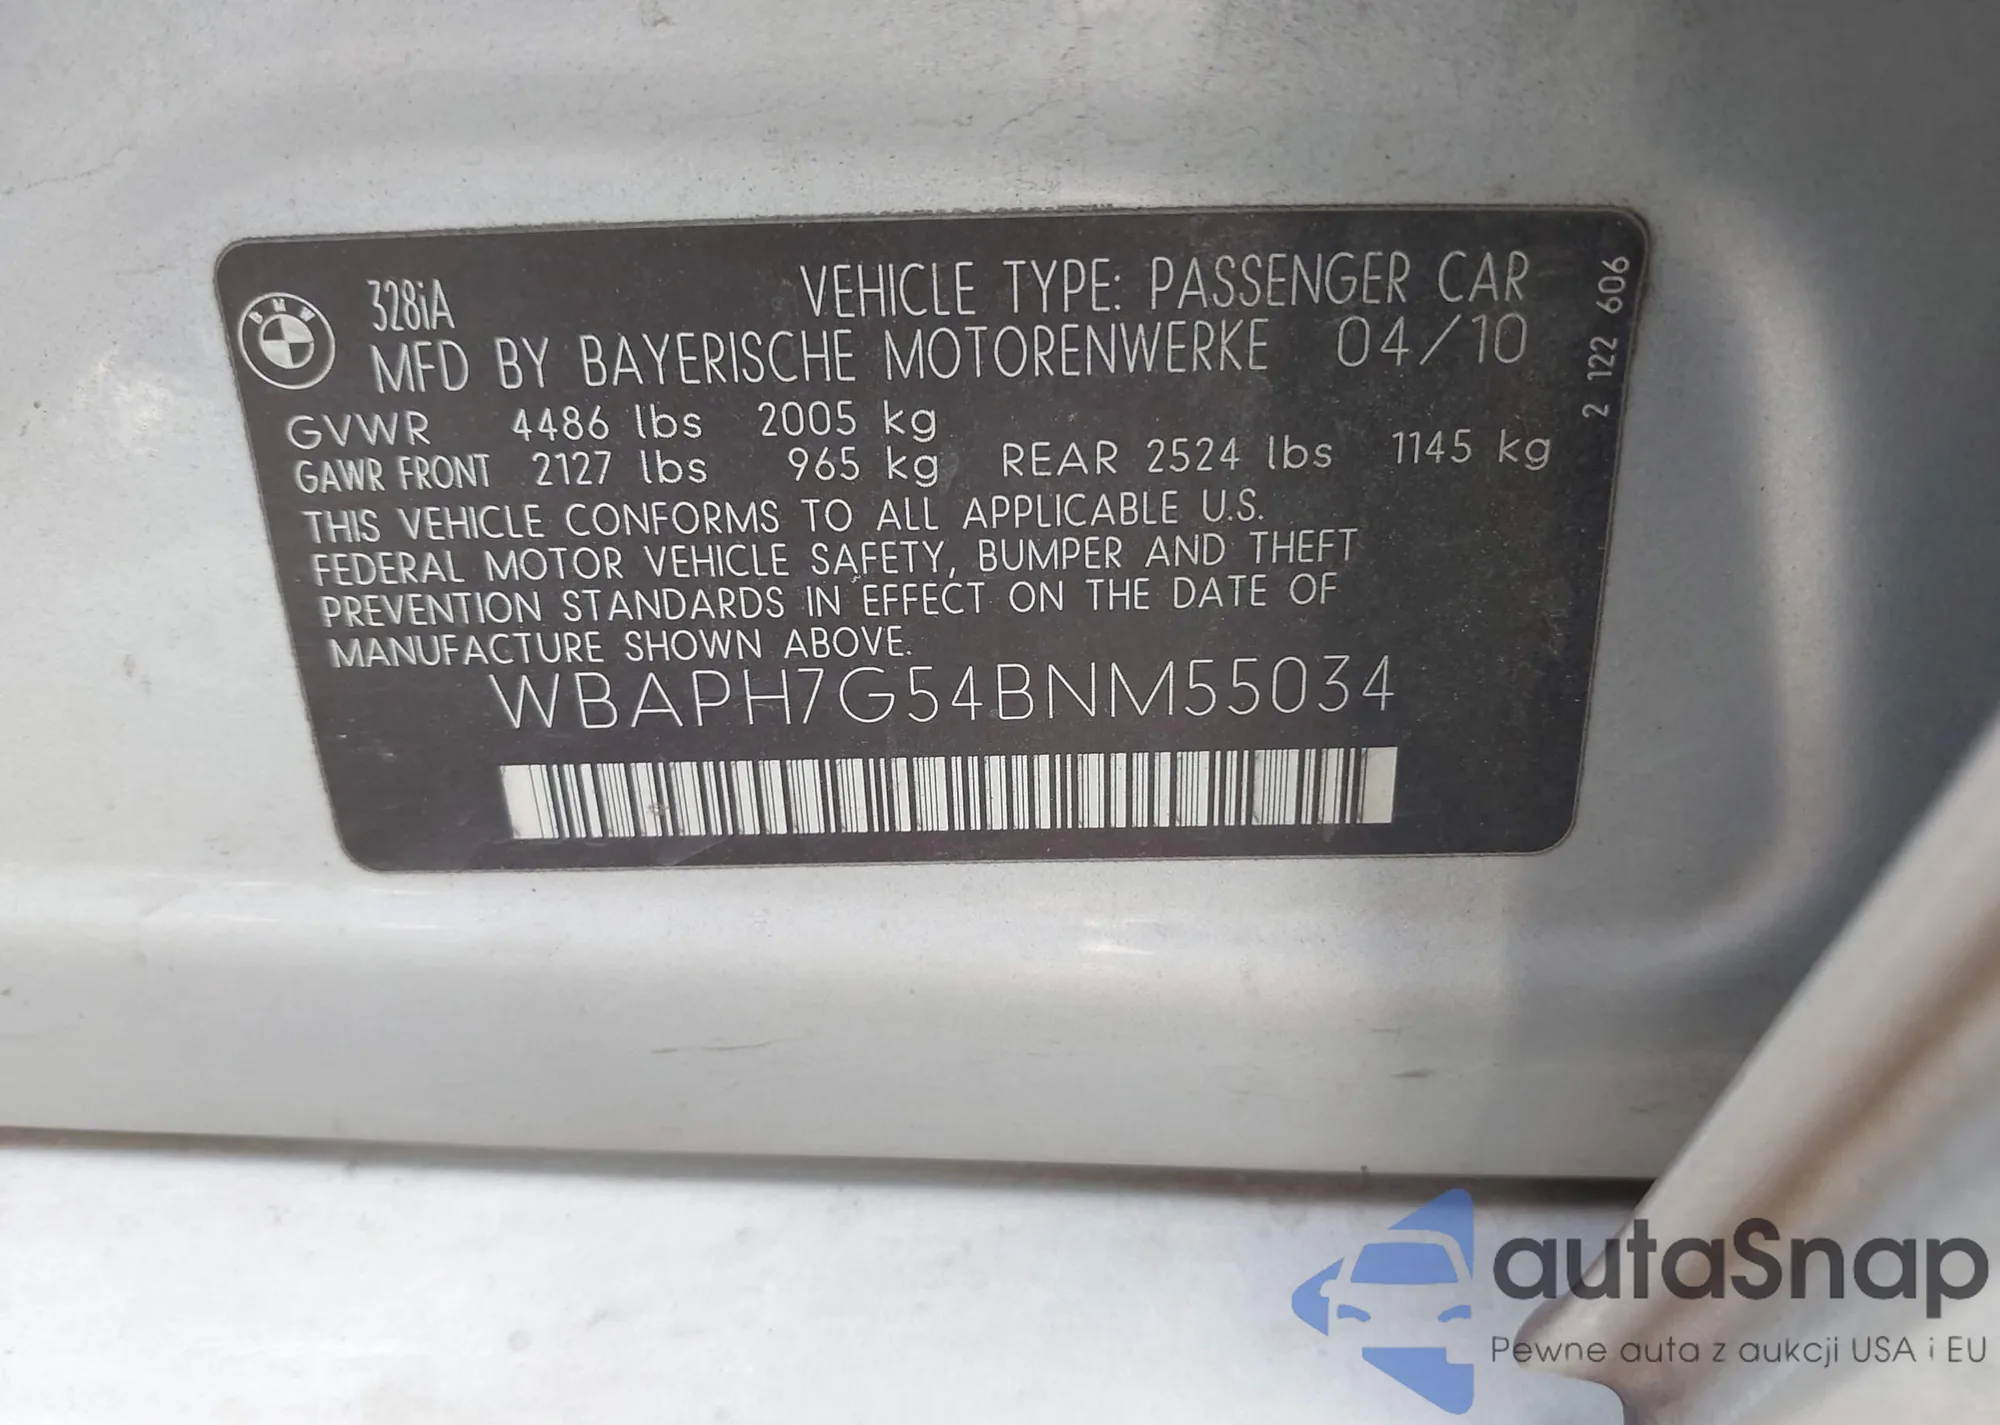 BMW
328iA
VEHICLE TYPE: PASSENGER CAR
MFD BY BAYERISCHE MOTORENWERKE 04/10
GVWR 4486 lbs 2005 kg
GAWR FRONT 2127 lbs 965 kg REAR 2524 lbs 1145 kg
THIS VEHICLE CONFORMS TO ALL APPLICABLE U.S.
FEDERAL MOTOR VEHICLE SAFETY, BUMPER AND THEFT
PREVENTION STANDARDS IN EFFECT ON THE DATE OF
MANUFACTURE SHOWN ABOVE.
WBAPH7G54BNM55034
2 122 606
autaSnap
Pewne auta z aukcji USA i EU